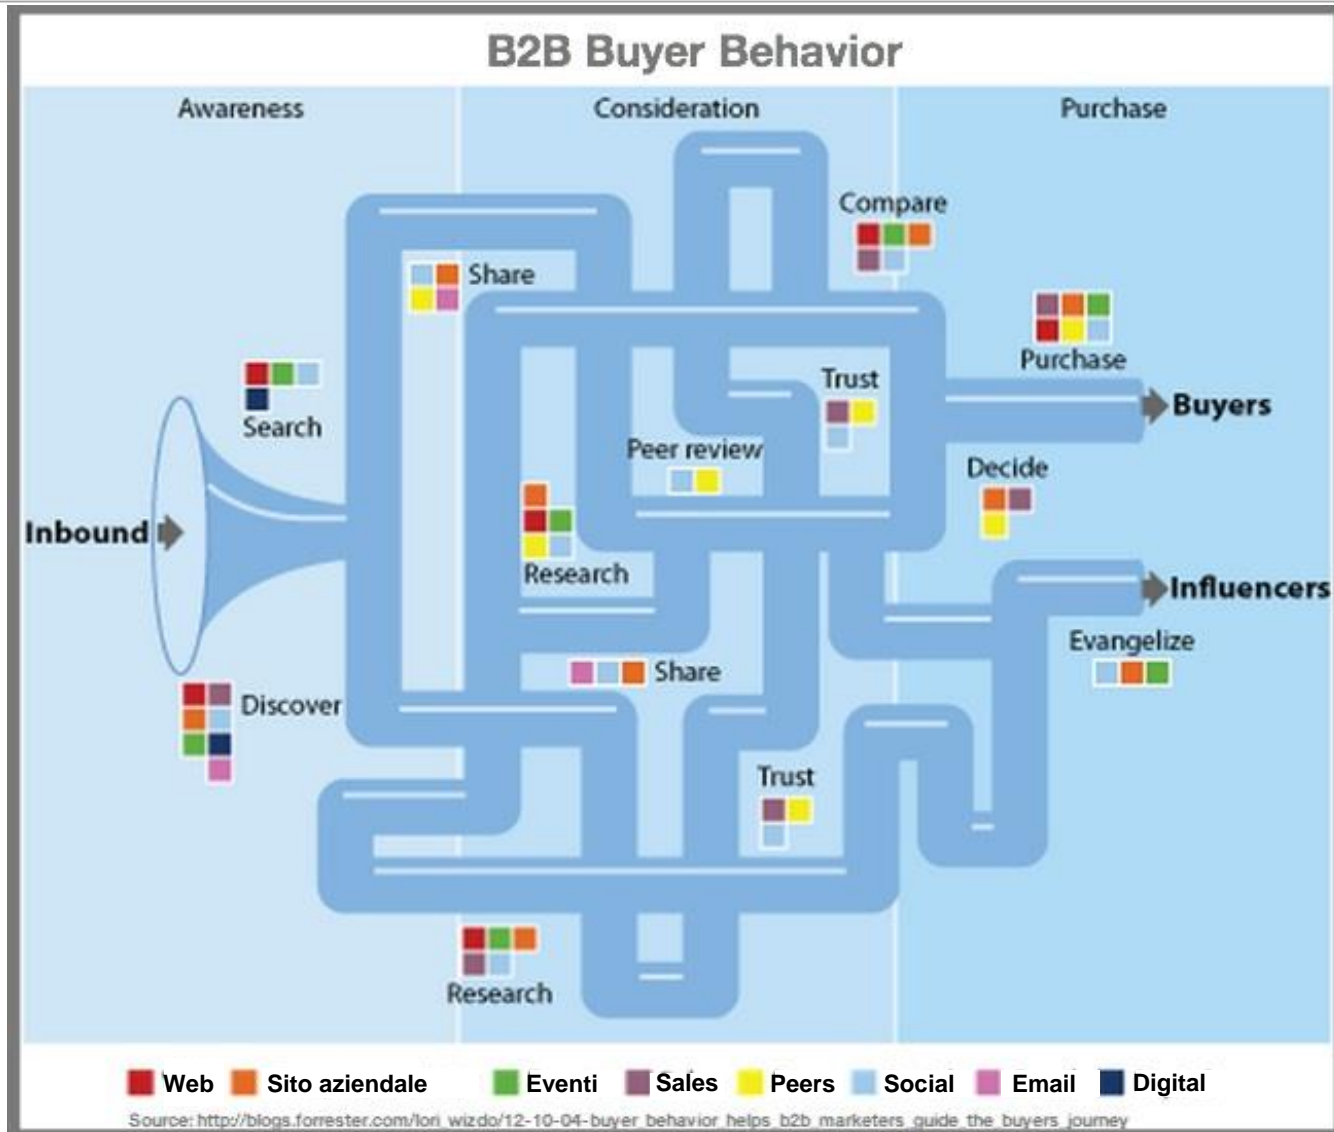 B2B Buyer Behavior
Awareness
Consideration
Purchase
Compare
Share
Purchase
Trust
Buyers
Search
Peer review
Decide
Inbound
Research
Influencers
Evangelize
Share
Discover
Trust
Research
Web Sito aziendale Eventi Sales Peers Social Email Digital
Source: http://blogs.forrester.com/lori_wizdo/12-10-04-buyer_behavior_helps_b2b_marketers_guide_the_buyers_journey